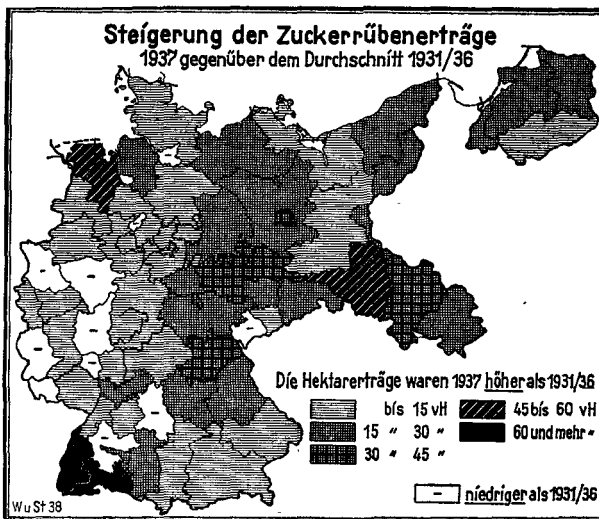 Steigerung der Zuckerrübenerträge
1937 gegenüber dem Durchschnitt 1931/36
Die Hektarerträge waren 1937 höher als 1931/36
bis 15 vH
45 bis 60 vH
15 " 30 "
60 und mehr "
30 " 45 "
- niedriger als 1931/36
W u St 38